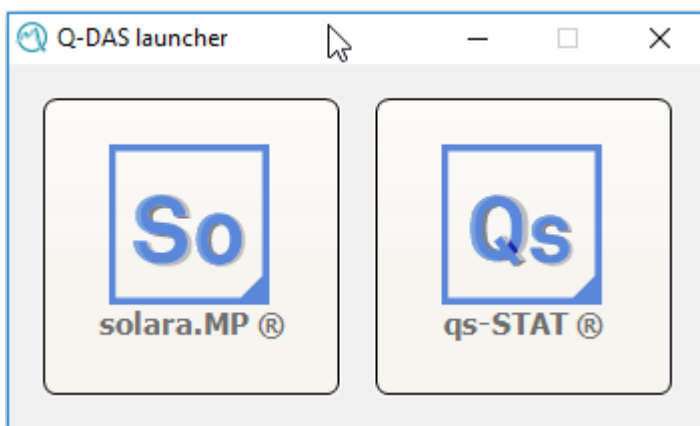 Q-DAS launcher
So
solara.MP ®
Qs
qs-STAT ®